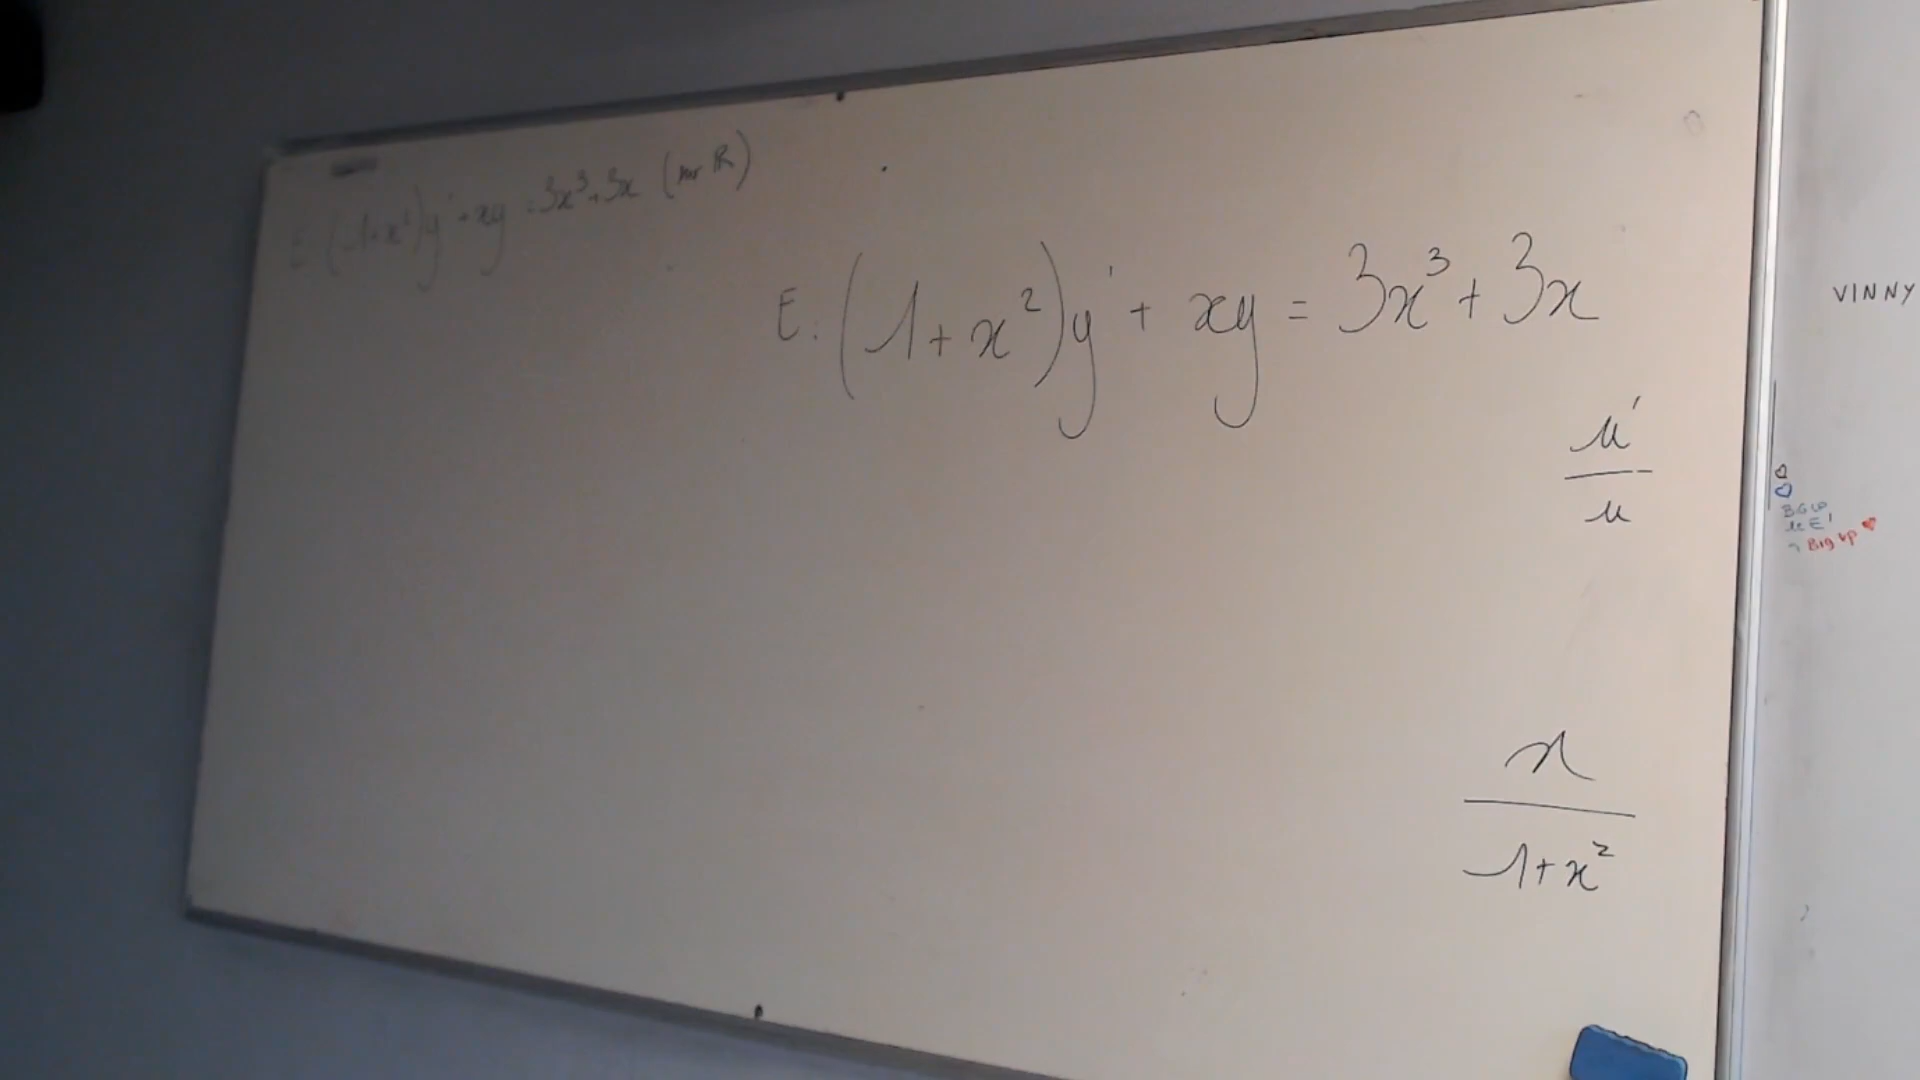 E: (1+x²)y' + xy = 3x³+3x (sur R)
E: (1+x²)y' + xy = 3x³+3x
u'
u
x
1+x²
VINNY
Big up